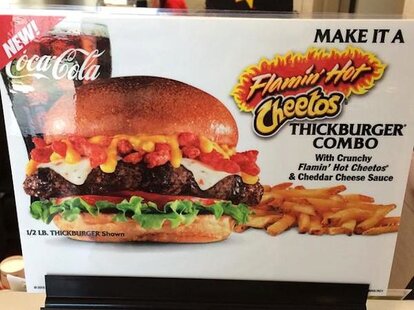 NEW!
Coca-Cola
MAKE IT A
Flamin' Hot
Cheetos
THICKBURGER®
COMBO
With Crunchy
Flamin' Hot Cheetos®
& Cheddar Cheese Sauce
1/2 LB. THICKBURGER Shown